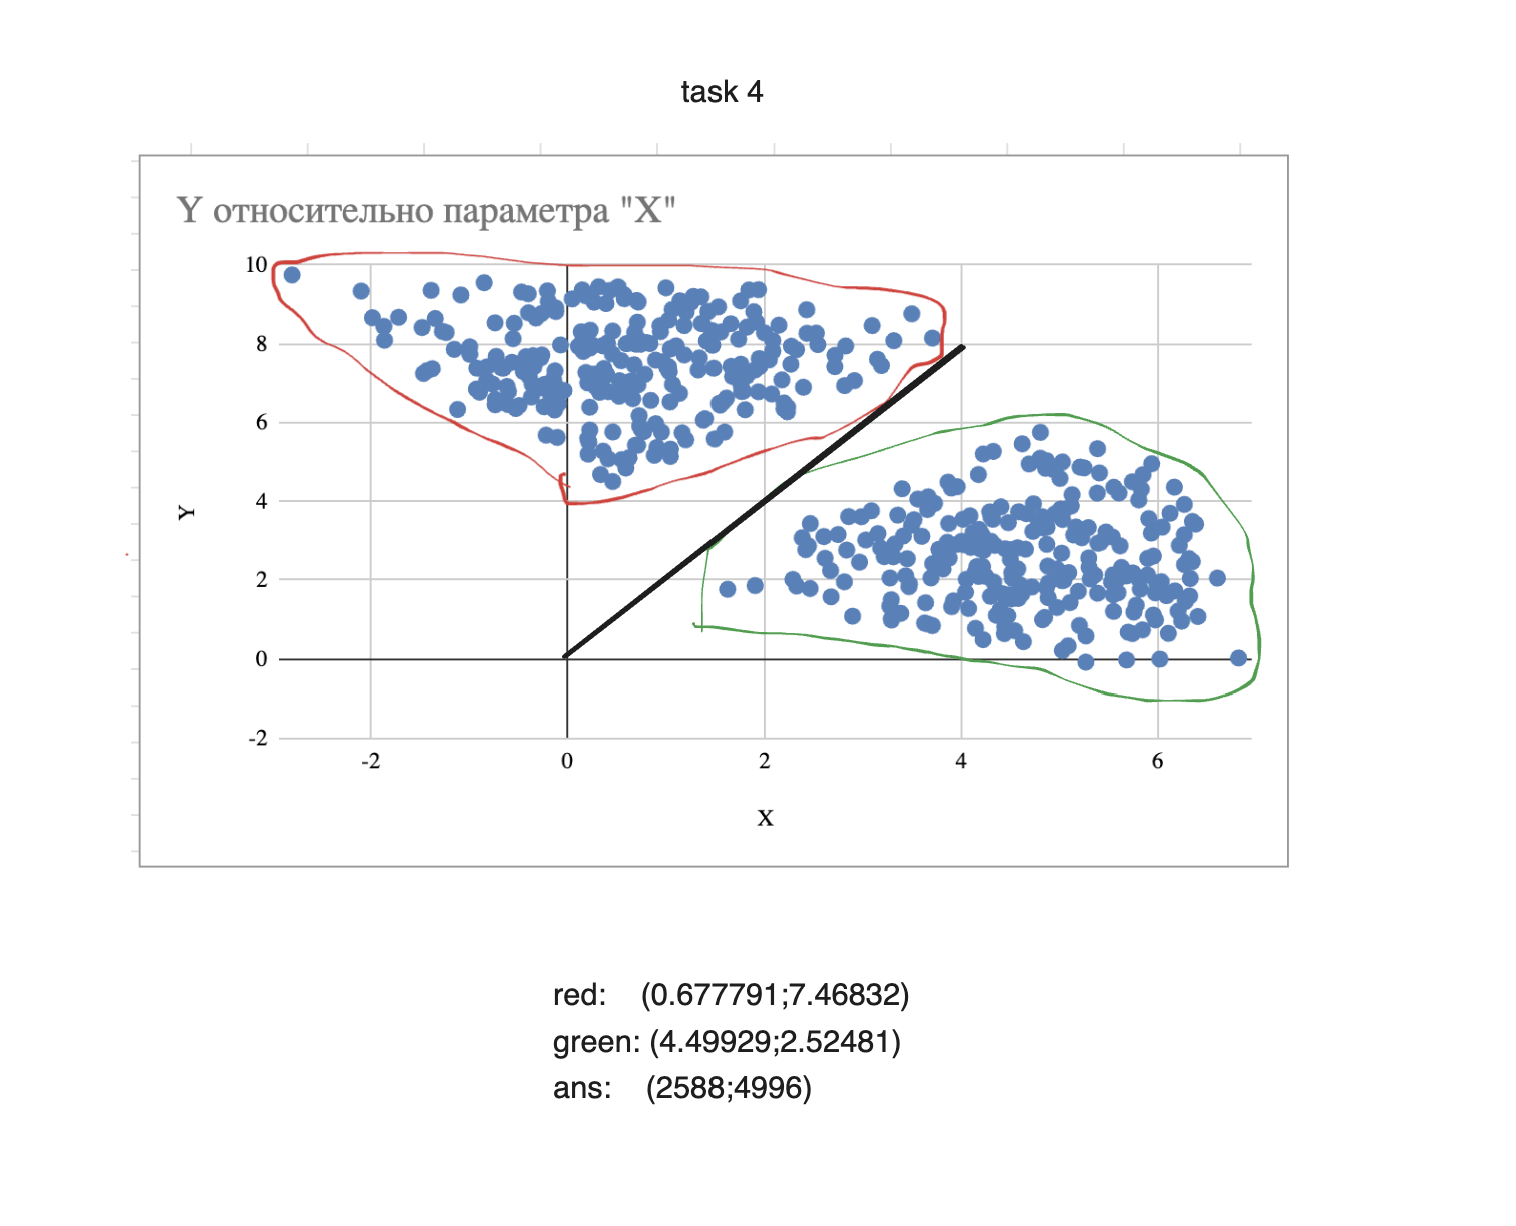 task 4
Y относительно параметра "X"
10
8
6
4
2
0
-2
Y
-2 0 2 4 6
X
red: (0.677791;7.46832)
green: (4.49929;2.52481)
ans: (2588;4996)